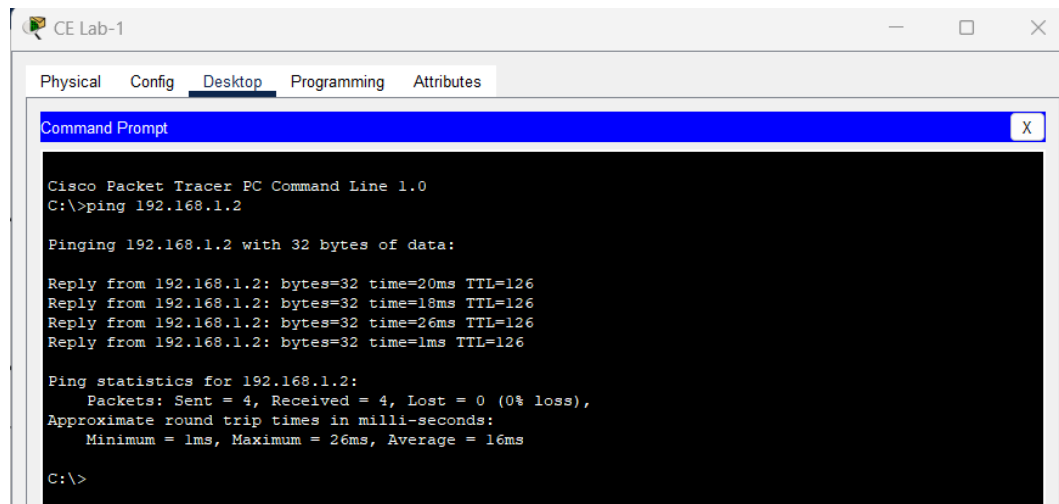 CE Lab-1
Physical Config Desktop Programming Attributes
Command Prompt
X
Cisco Packet Tracer PC Command Line 1.0
C:\>ping 192.168.1.2
Pinging 192.168.1.2 with 32 bytes of data:
Reply from 192.168.1.2: bytes=32 time=20ms TTL=126
Reply from 192.168.1.2: bytes=32 time=18ms TTL=126
Reply from 192.168.1.2: bytes=32 time=26ms TTL=126
Reply from 192.168.1.2: bytes=32 time=1ms TTL=126
Ping statistics for 192.168.1.2:
Packets: Sent = 4, Received = 4, Lost = 0 (0% loss),
Approximate round trip times in milli-seconds:
Minimum = 1ms, Maximum = 26ms, Average = 16ms
C:\>